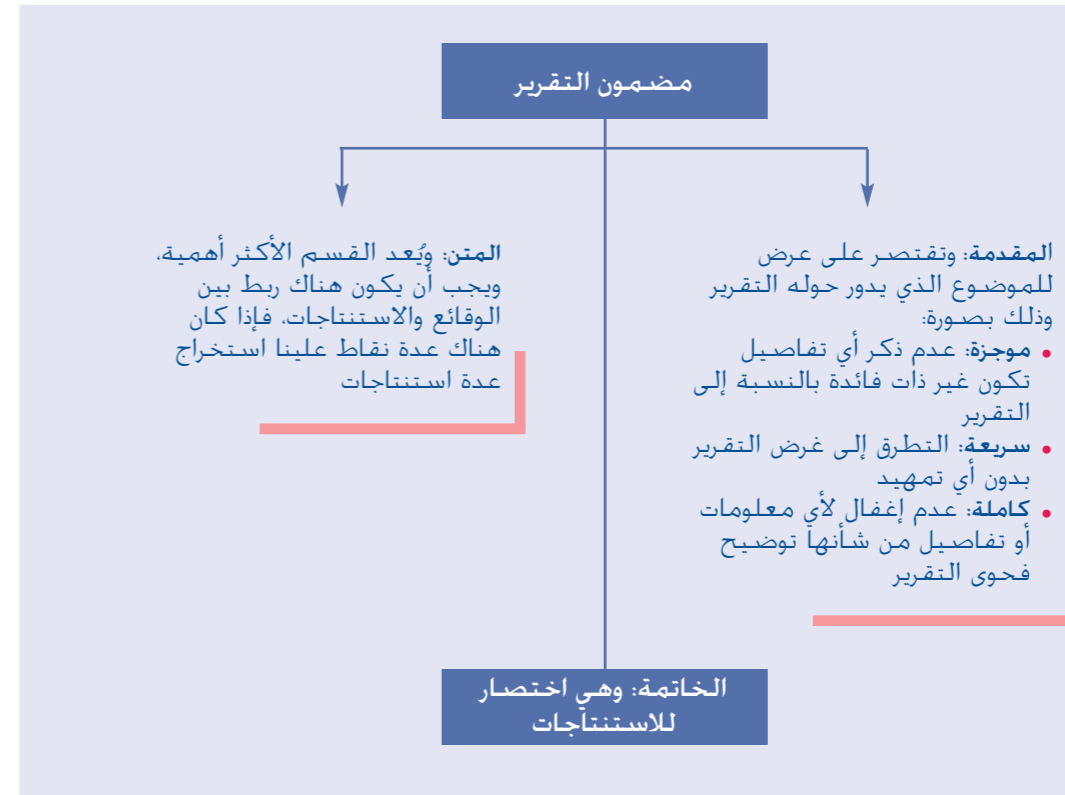 مضمون التقرير
المقدمة: وتقتصر على عرض
للموضوع الذي يدور حوله التقرير
وذلك بصورة:
• موجزة: عدم ذكر أي تفاصيل
تكون غير ذات فائدة بالنسبة إلى
التقرير
• سريعة: التطرق إلى غرض التقرير
بدون أي تمهيد
• كاملة: عدم إغفال لأي معلومات
أو تفاصيل من شأنها توضيح
فحوى التقرير
المتن: ويُعد القسم الأكثر أهمية،
ويجب أن يكون هناك ربط بين
الوقائع والاستنتاجات، فإذا كان
هناك عدة نقاط علينا استخراج
عدة استنتاجات
الخاتمة: وهي اختصار
للاستنتاجات